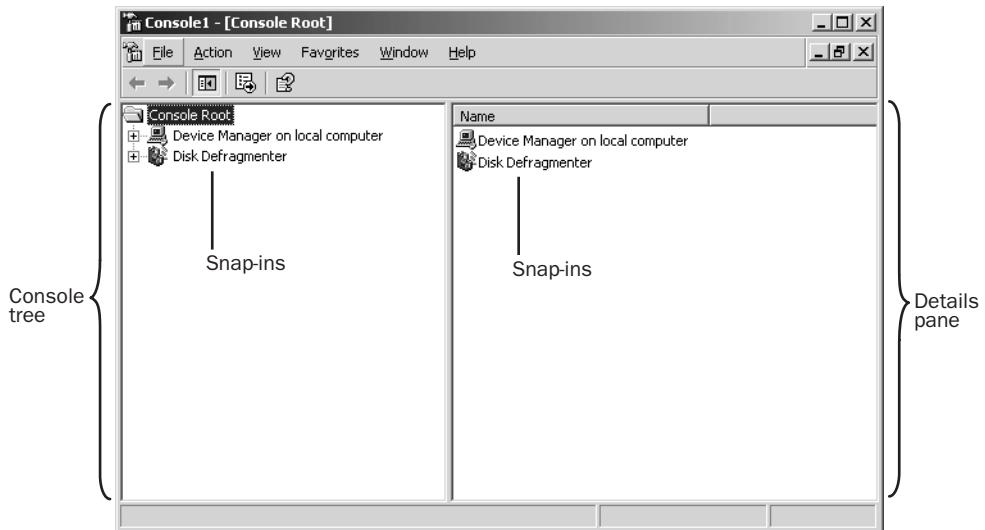 Console1 - [Console Root]
File Action View Favorites Window Help
Console Root
Device Manager on local computer
Disk Defragmenter
Name
Device Manager on local computer
Disk Defragmenter
Snap-ins
Snap-ins
Console
tree
Details
pane